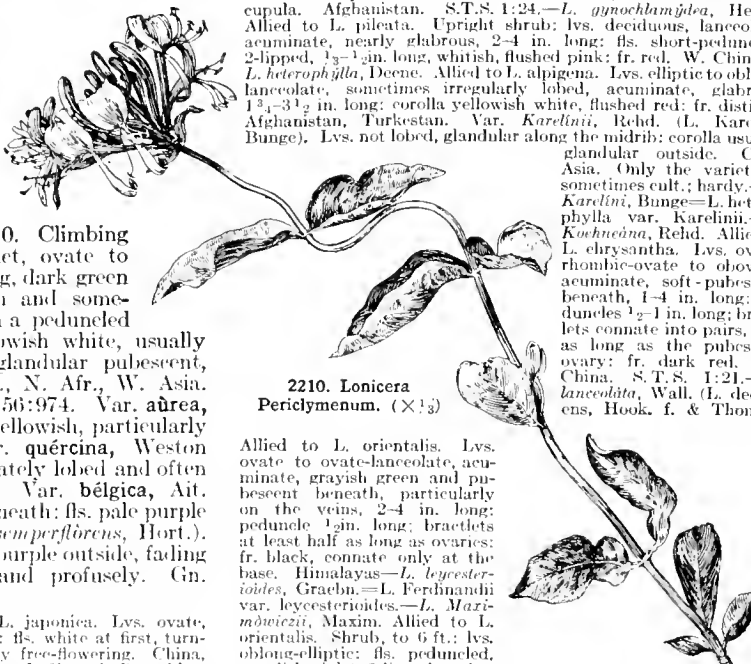 cupula. Afghanistan. S.T.S. 1:24.—L. gynochlamýdea, He
Allied to L. pileata. Upright shrub: lvs. deciduous, lanceo
acuminate, nearly glabrous, 2–4 in. long: fls. short-pedun
2-lipped, ⅓–½in. long, whitish, flushed pink: fr. red. W. Chin
L. heterophýlla, Decne. Allied to L. alpigena. Lvs. elliptic to obl
lanceolate, sometimes irregularly lobed, acuminate, glabr
1¾–3½ in. long: corolla yellowish white, flushed red: fr. disti
Afghanistan, Turkestan. Var. Karelínii, Rehd. (L. Kare
Bunge). Lvs. not lobed, glandular along the midrib: corolla usu
glandular outside. C
Asia. Only the variet
sometimes cult.; hardy.
Karelíni, Bunge=L. het
phylla var. Karelinii.
Kochneàna, Rehd. Allie
L. chrysantha. Lvs. ov
rhombic-ovate to obov
acuminate, soft-pubes
beneath, 1–4 in. long:
duncles ½–1 in. long; br
lets connate into pairs,
as long as the pubes
ovary: fr. dark red.
China. S.T.S. 1:21.—
lanceolàta, Wall. (L. de
ens, Hook. f. & Thon
0. Climbing
et, ovate to
g, dark green
n and some-
a peduncled
owish white, usually
glandular pubescent,
N. Afr., W. Asia.
56:974. Var. aùrea,
ellowish, particularly
r. quércina, Weston
ately lobed and often
Var. bélgica, Ait.
neath: fls. pale purple
semperflòrens, Hort.).
purple outside, fading
and profusely. Gn.
L. japonica. Lvs. ovate,
: fls. white at first, turn-
y free-flowering. China,
2210. Lonicera
Periclymenum. (×⅓)
Allied to L. orientalis. Lvs.
ovate to ovate-lanceolate, acu-
minate, grayish green and pu-
bescent beneath, particularly
on the veins, 2–4 in. long:
peduncle ½in. long; bractlets
at least half as long as ovaries:
fr. black, connate only at the
base. Himalayas—L. leycester-
ioìdes, Graebn.=L. Ferdinandii
var. leycesterioides.—L. Maxi-
mòwiczii, Maxim. Allied to L.
orientalis. Shrub, to 6 ft.: lvs.
oblong-elliptic: fls. peduncled,